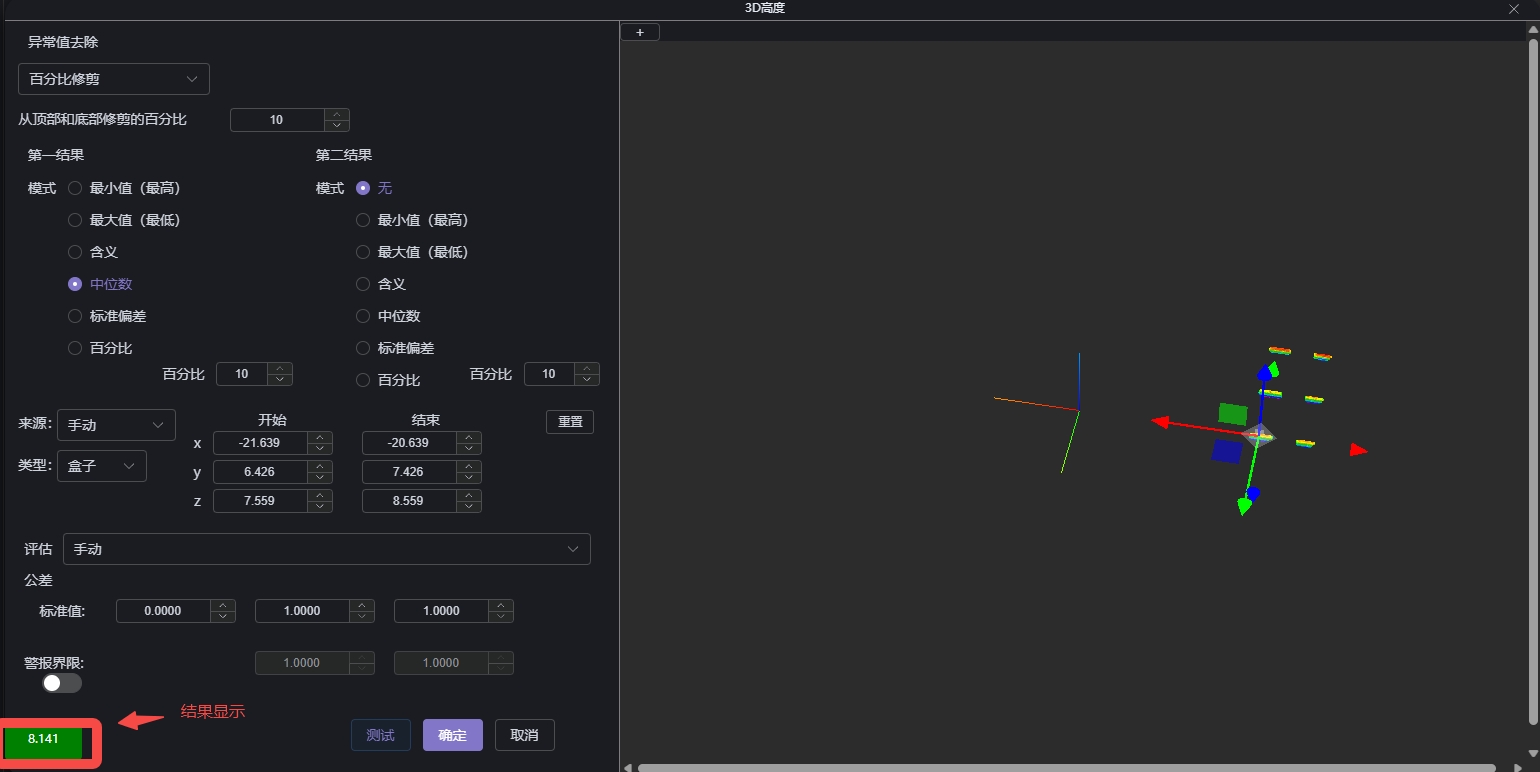 3D高度
+
异常值去除
百分比修剪
从顶部和底部修剪的百分比 10
第一结果 第二结果
模式 最小值（最高） 模式 无
最大值（最低） 最小值（最高）
含义 最大值（最低）
中位数 含义
标准偏差 中位数
百分比 标准偏差
百分比 10 百分比 百分比 10
来源: 手动 开始 结束 重置
x -21.639 -20.639
类型: 盒子 y 6.426 7.426
z 7.559 8.559
评估 手动
公差
标准值: 0.0000 1.0000 1.0000
警报界限: 1.0000 1.0000
结果显示
8.141 测试 确定 取消